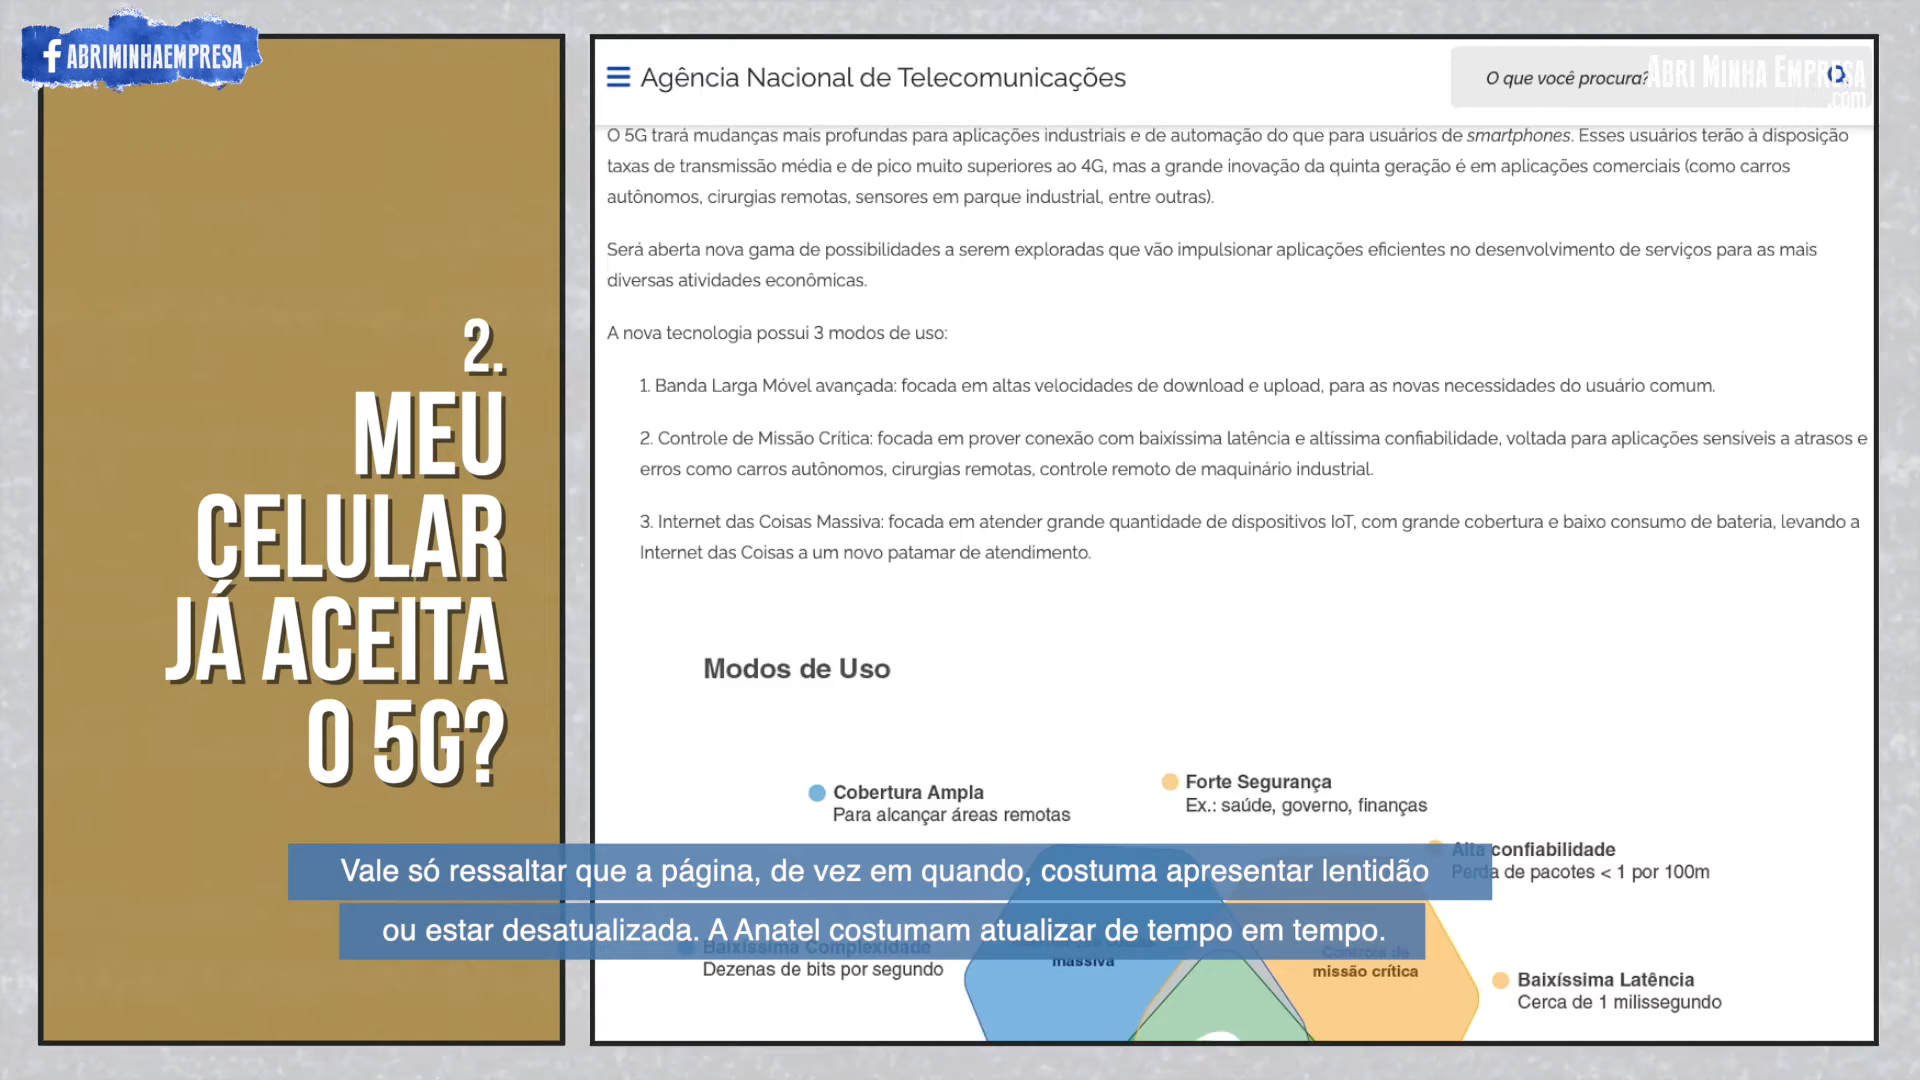 ABRIMINHAEMPRESA
2.
MEU
CELULAR
JÁ ACEITA
O 5G?
Agência Nacional de Telecomunicações
O que você procura?
ABRI MINHA EMPRESA
.com
O 5G trará mudanças mais profundas para aplicações industriais e de automação do que para usuários de smartphones. Esses usuários terão à disposição
taxas de transmissão média e de pico muito superiores ao 4G, mas a grande inovação da quinta geração é em aplicações comerciais (como carros
autônomos, cirurgias remotas, sensores em parque industrial, entre outras).
Será aberta nova gama de possibilidades a serem exploradas que vão impulsionar aplicações eficientes no desenvolvimento de serviços para as mais
diversas atividades econômicas.
A nova tecnologia possui 3 modos de uso:
1. Banda Larga Móvel avançada: focada em altas velocidades de download e upload, para as novas necessidades do usuário comum.
2. Controle de Missão Crítica: focada em prover conexão com baixíssima latência e altíssima confiabilidade, voltada para aplicações sensíveis a atrasos e
erros como carros autônomos, cirurgias remotas, controle remoto de maquinário industrial.
3. Internet das Coisas Massiva: focada em atender grande quantidade de dispositivos IoT, com grande cobertura e baixo consumo de bateria, levando a
Internet das Coisas a um novo patamar de atendimento.
Modos de Uso
Cobertura Ampla
Para alcançar áreas remotas
Forte Segurança
Ex.: saúde, governo, finanças
Alta confiabilidade
Perda de pacotes < 1 por 100m
Vale só ressaltar que a página, de vez em quando, costuma apresentar lentidão
ou estar desatualizada. A Anatel costumam atualizar de tempo em tempo.
Baixíssima Complexidade
Dezenas de bits por segundo
massiva
Controle de
missão crítica
Baixíssima Latência
Cerca de 1 milissegundo